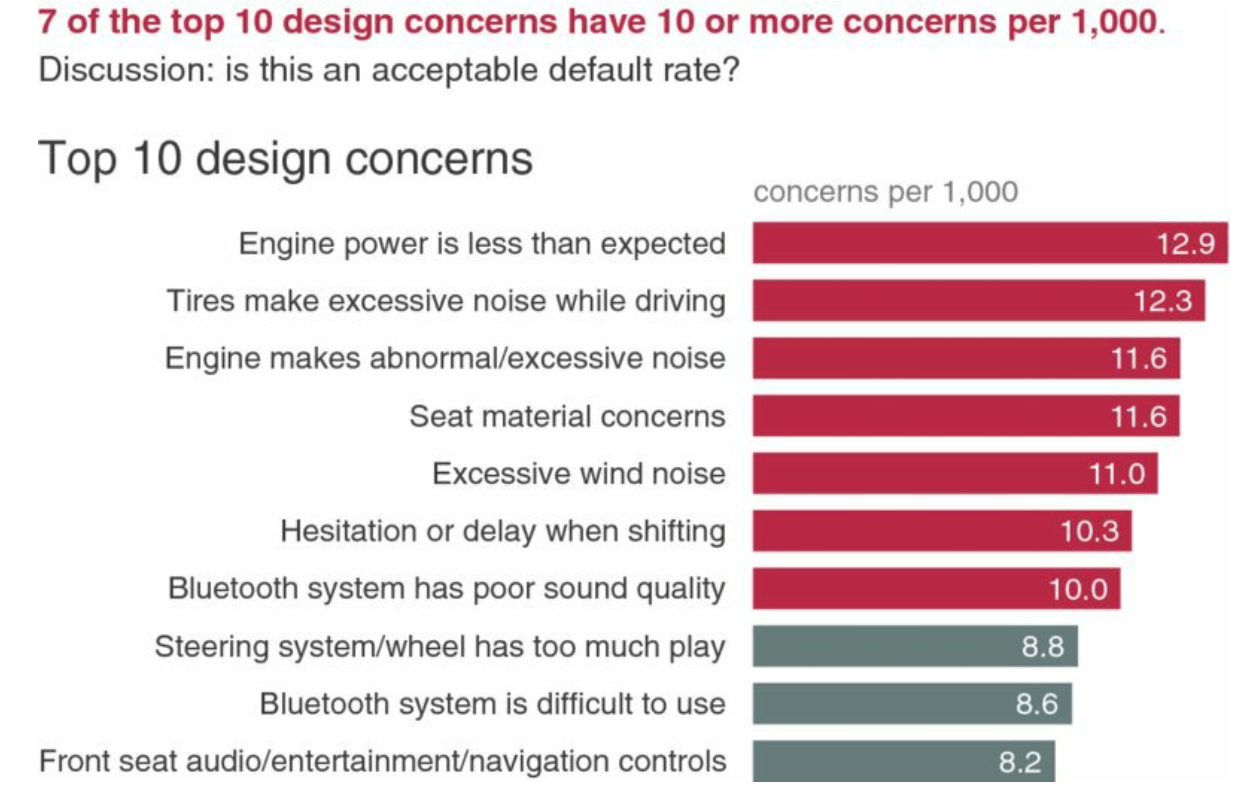 7 of the top 10 design concerns have 10 or more concerns per 1,000.
Discussion: is this an acceptable default rate?
Top 10 design concerns
concerns per 1,000
Engine power is less than expected 12.9
Tires make excessive noise while driving 12.3
Engine makes abnormal/excessive noise 11.6
Seat material concerns 11.6
Excessive wind noise 11.0
Hesitation or delay when shifting 10.3
Bluetooth system has poor sound quality 10.0
Steering system/wheel has too much play 8.8
Bluetooth system is difficult to use 8.6
Front seat audio/entertainment/navigation controls 8.2